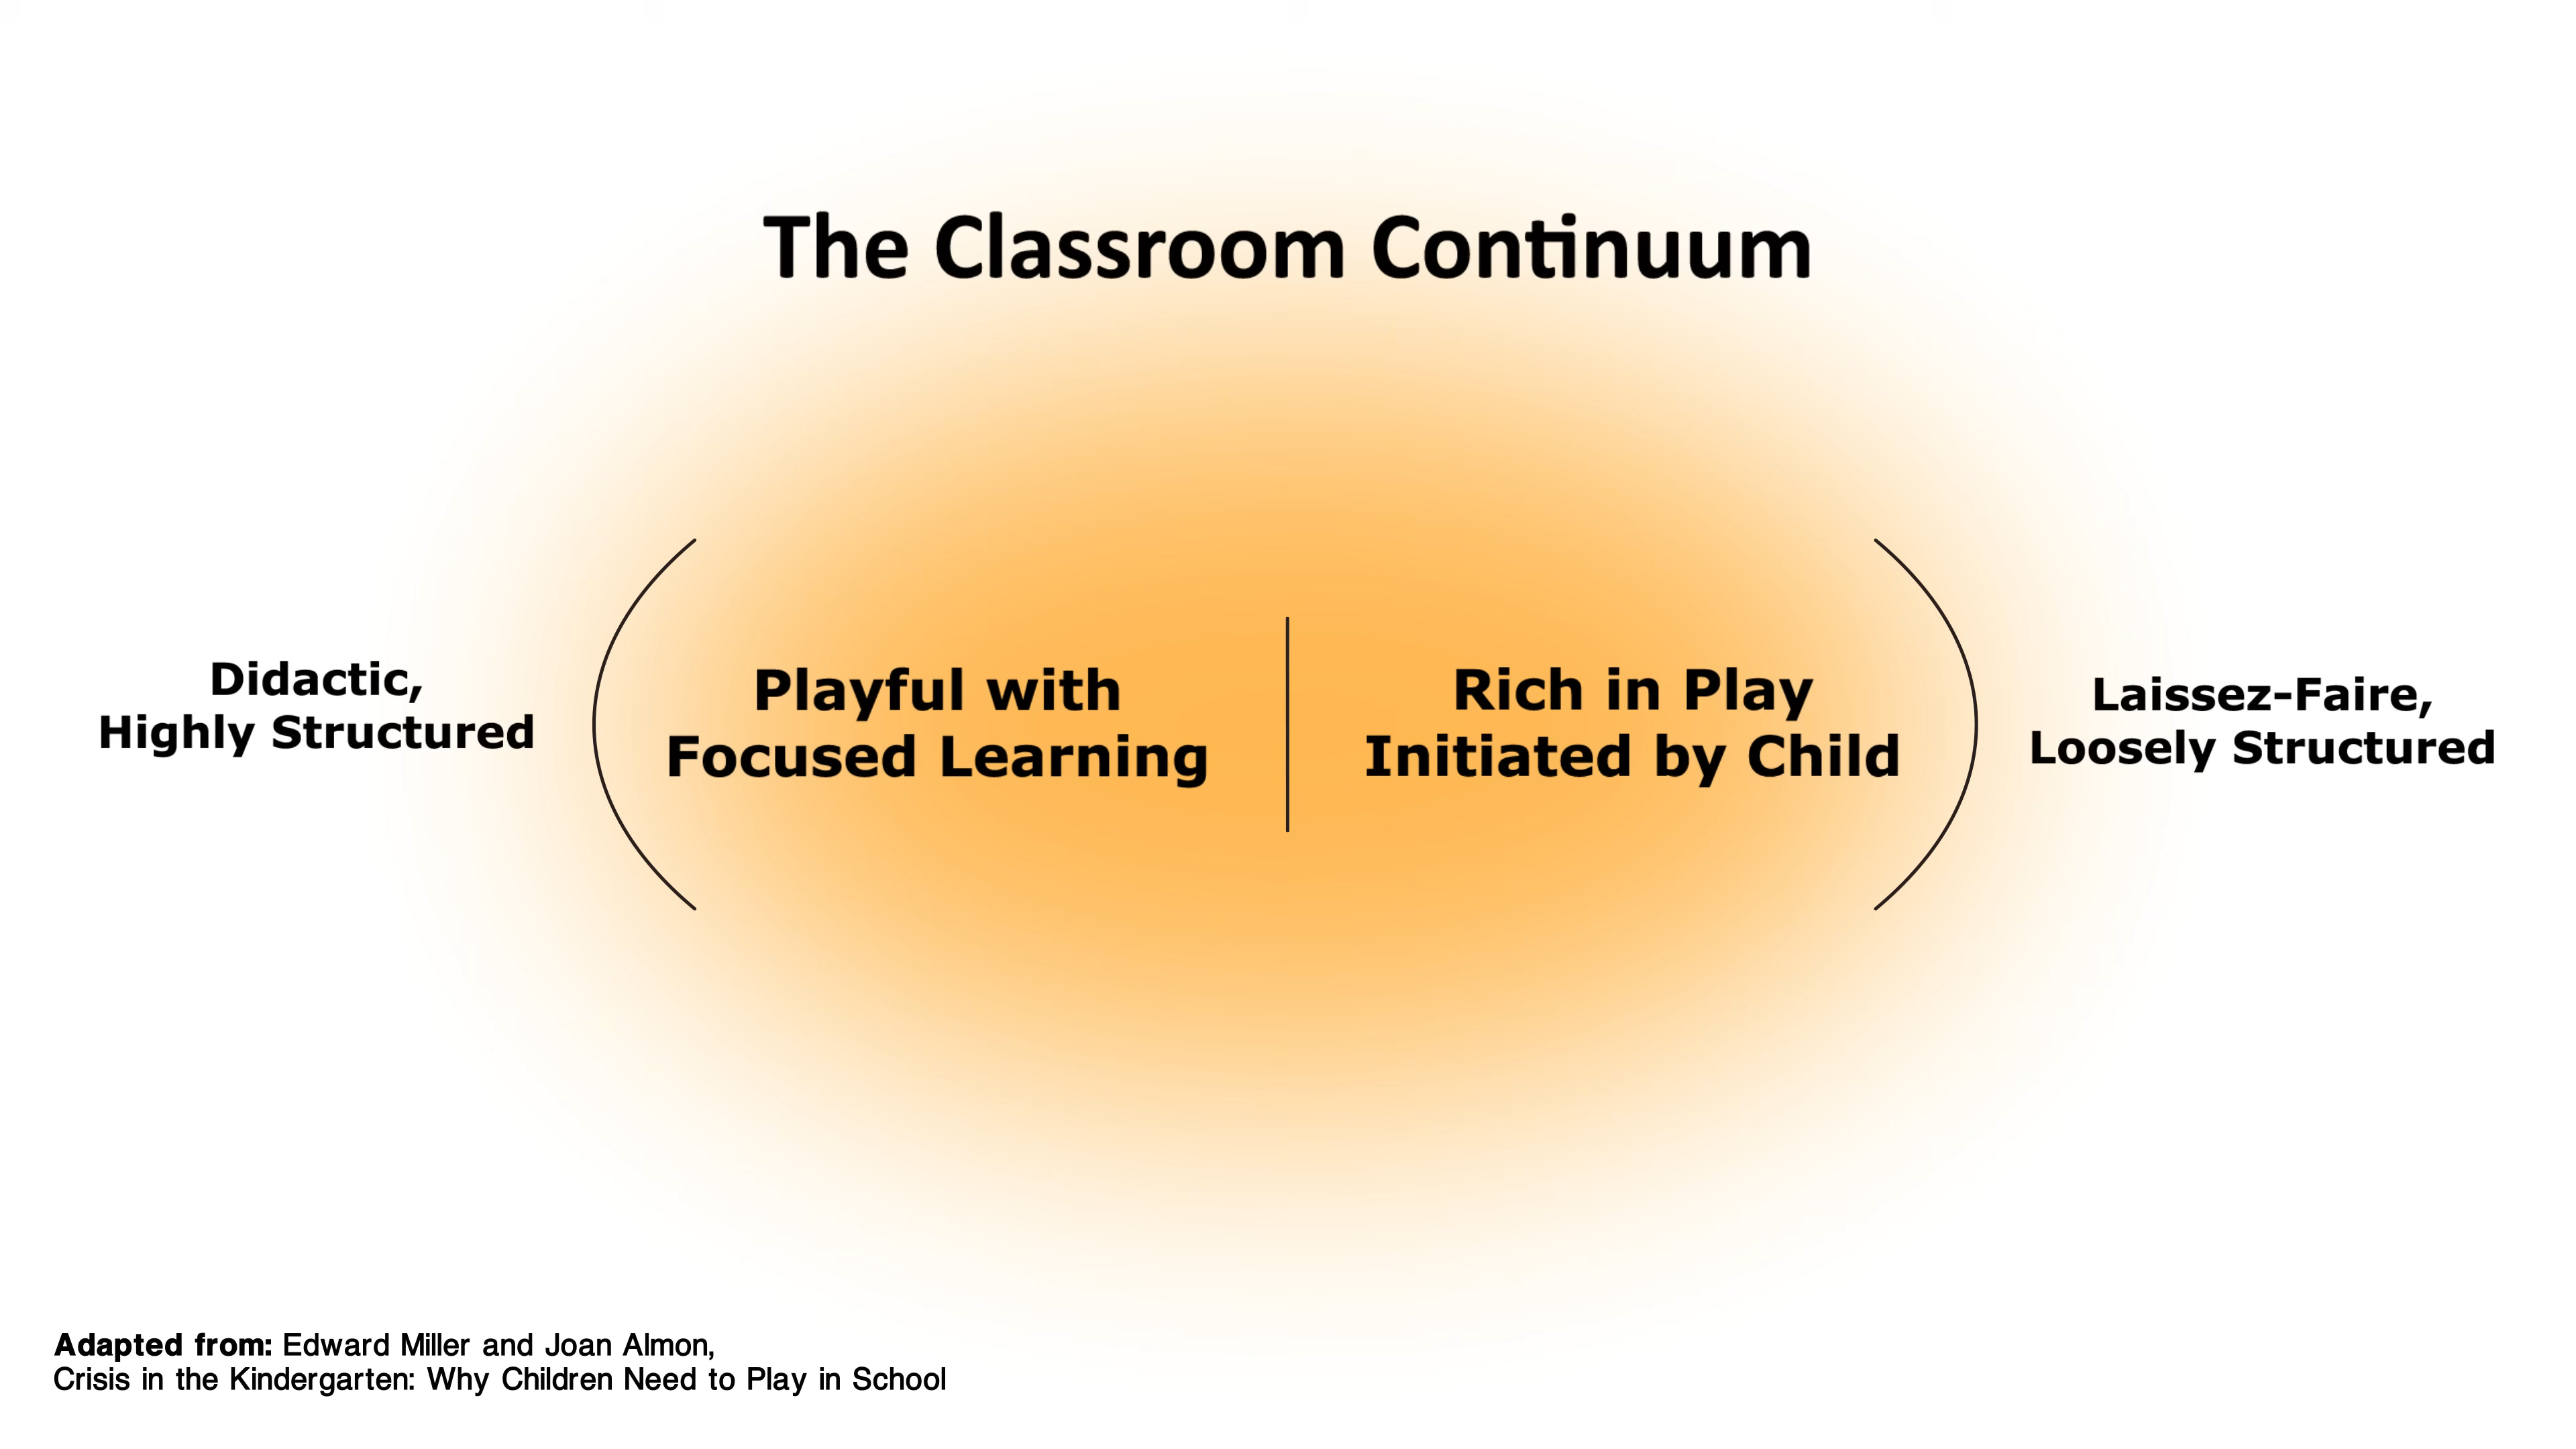 The Classroom Continuum
Didactic,
Highly Structured
Playful with
Focused Learning
Rich in Play
Initiated by Child
Laissez-Faire,
Loosely Structured
Adapted from: Edward Miller and Joan Almon,
Crisis in the Kindergarten: Why Children Need to Play in School